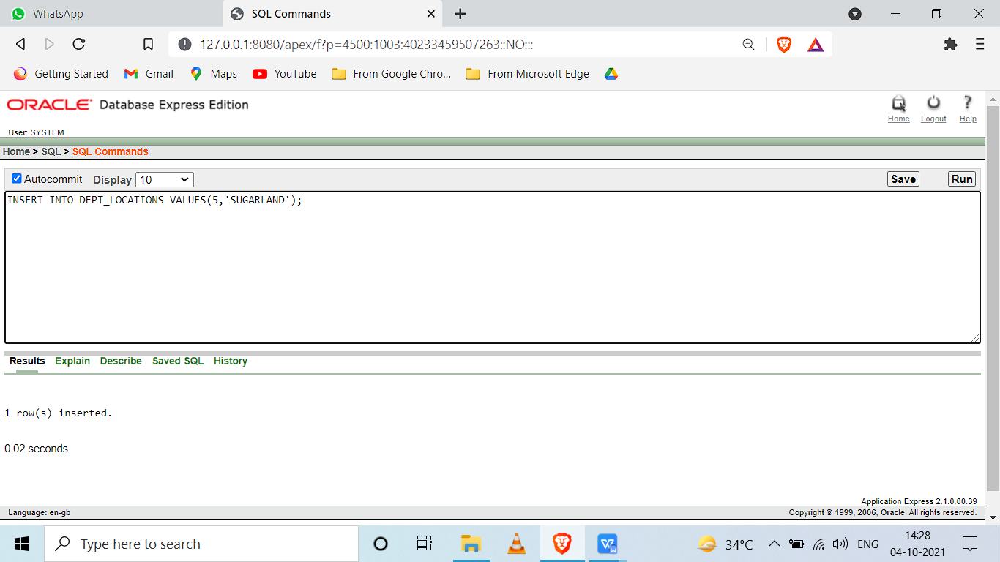 WhatsApp
SQL Commands
127.0.0.1:8080/apex/f?p=4500:1003:40233459507263::NO:::
Getting Started Gmail Maps YouTube From Google Chro... From Microsoft Edge
ORACLE Database Express Edition
Home Logout Help
User: SYSTEM
Home > SQL > SQL Commands
Autocommit Display 10 Save Run
INSERT INTO DEPT_LOCATIONS VALUES(5,'SUGARLAND');
Results Explain Describe Saved SQL History
1 row(s) inserted.
0.02 seconds
Application Express 2.1.0.00.39
Language: en-gb Copyright © 1999, 2006, Oracle. All rights reserved.
Type here to search 34°C ENG 14:28
04-10-2021